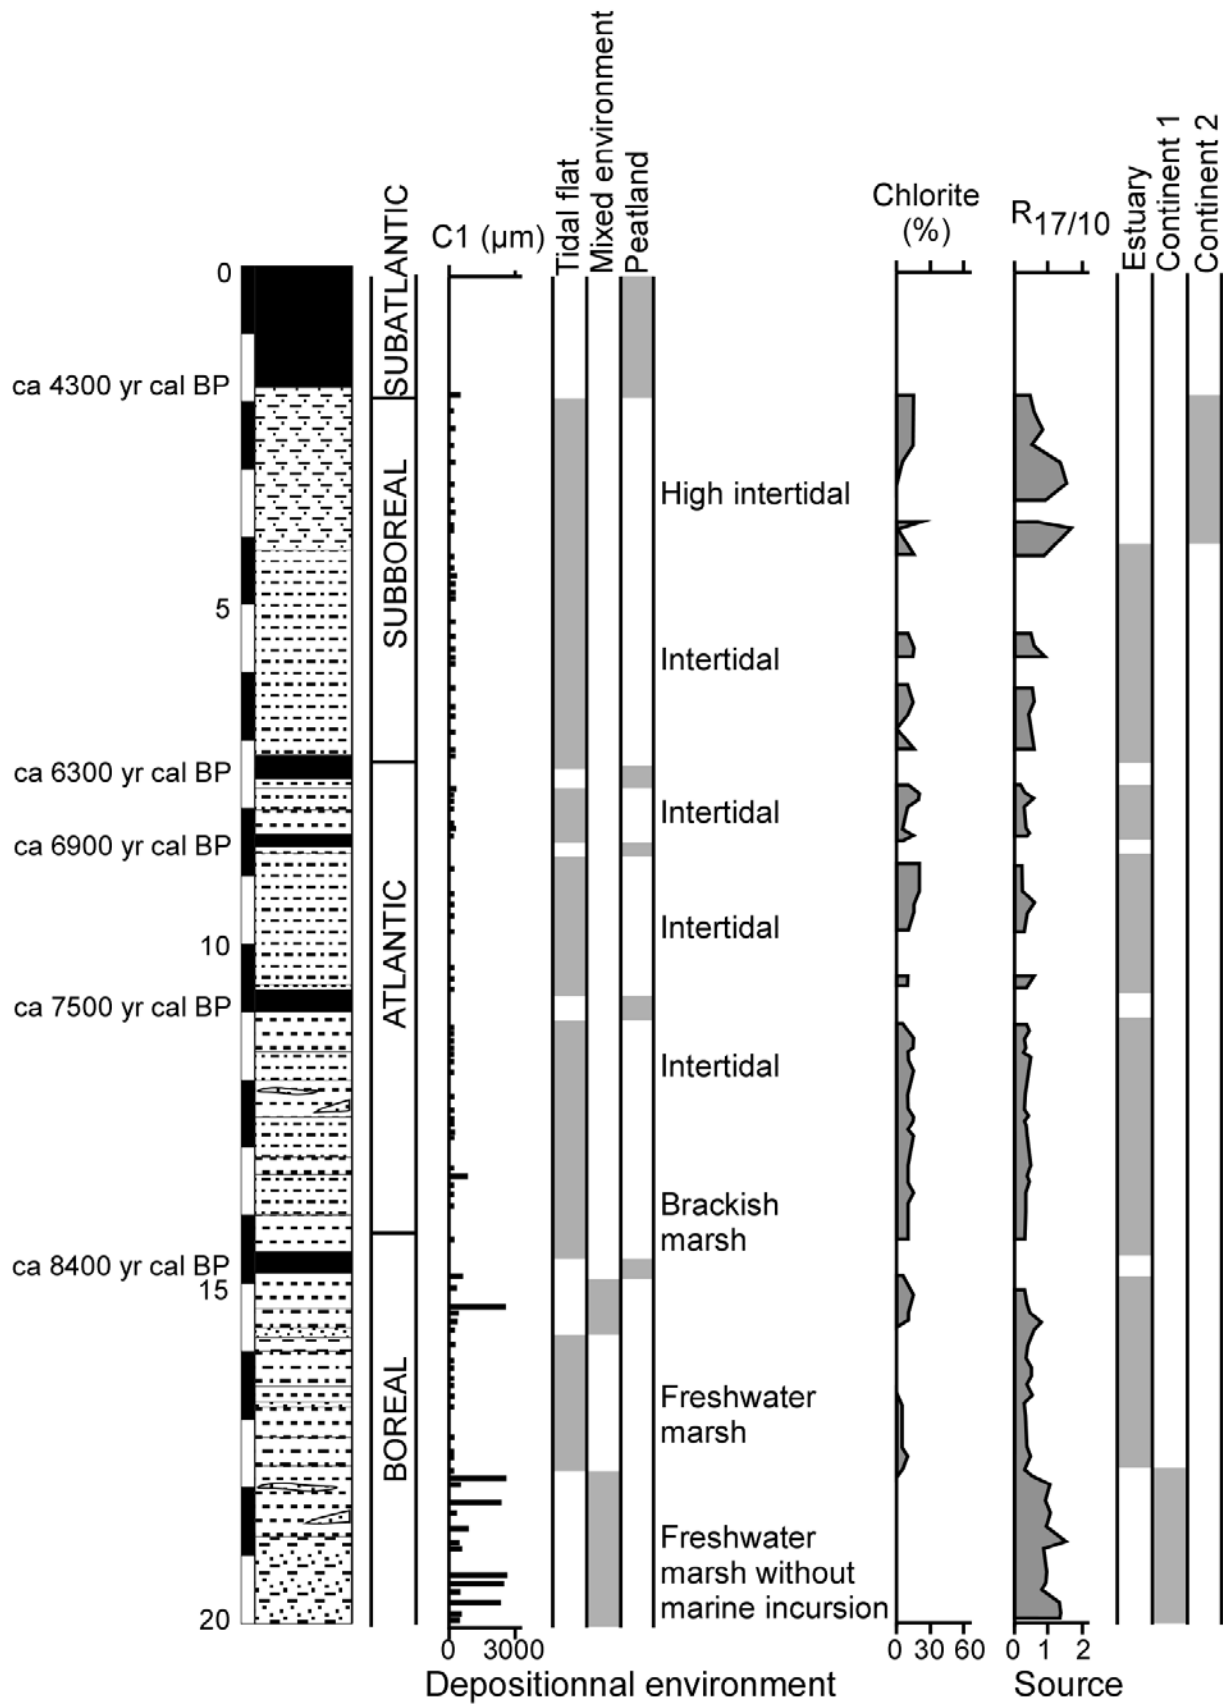 Tidal flat
Mixed environment
Peatland
Estuary
Continent 1
Continent 2
C1 (µm)
Chlorite
(%)
R17/10
0
5
10
15
20
ca 4300 yr cal BP
ca 6300 yr cal BP
ca 6900 yr cal BP
ca 7500 yr cal BP
ca 8400 yr cal BP
SUBATLANTIC
SUBBOREAL
ATLANTIC
BOREAL
High intertidal
Intertidal
Intertidal
Intertidal
Intertidal
Brackish
marsh
Freshwater
marsh
Freshwater
marsh without
marine incursion
0 3000
0 30 60
0 1 2
Depositionnal environment
Source